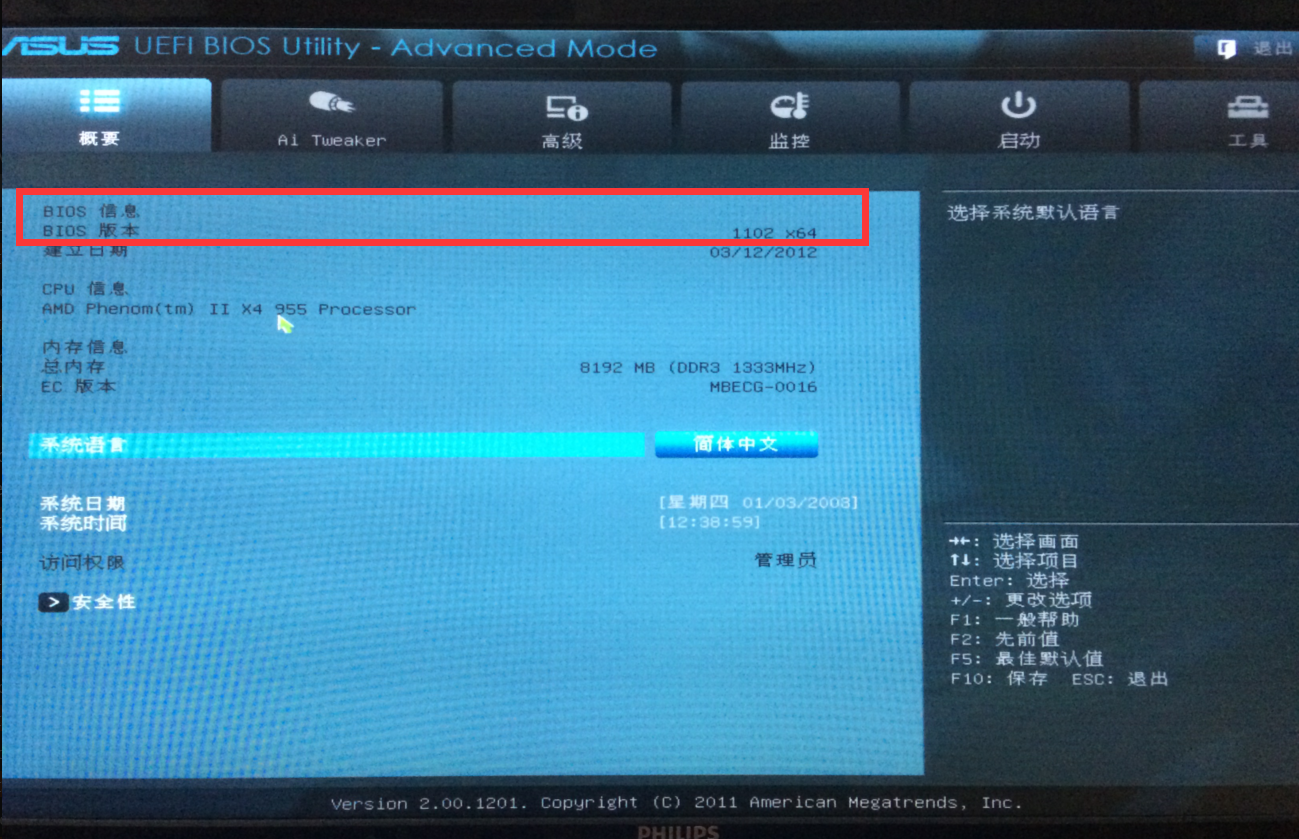 ASUS UEFI BIOS Utility - Advanced Mode
退出
概要
Ai Tweaker
高级
监控
启动
工具
BIOS 信息
BIOS 版本 1102 x64
建立日期 03/12/2012
CPU 信息
AMD Phenom(tm) II X4 955 Processor
内存信息
总内存 8192 MB (DDR3 1333MHz)
EC 版本 MBECG-0016
系统语言 简体中文
系统日期 [星期四 01/03/2008]
系统时间 [12:38:59]
访问权限 管理员
> 安全性
选择系统默认语言
→←: 选择画面
↑↓: 选择项目
Enter: 选择
+/-: 更改选项
F1: 一般帮助
F2: 先前值
F5: 最佳默认值
F10: 保存 ESC: 退出
Version 2.00.1201. Copyright (C) 2011 American Megatrends, Inc.
PHILIPS